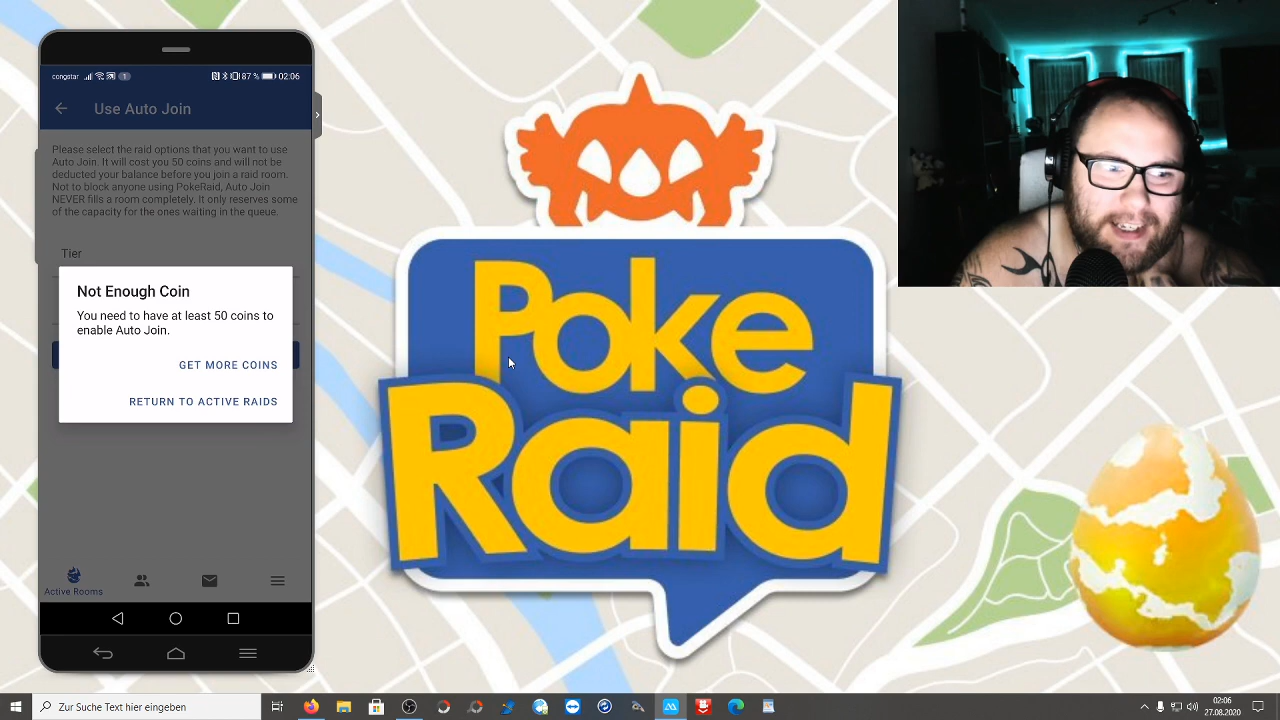 congstar 1 87 % 02:06
Use Auto Join
Please select the raid options that you want to use
Auto Join. It will cost you 50 coins and will not be
deducted your balance before you join a raid room.
Not to block anyone using PokeRaid, Auto Join
NEVER fills a room completely. It only reserves some
of the capacity for the ones waiting in the queue.
Tier
Not Enough Coin
You need to have at least 50 coins to
enable Auto Join.
GET MORE COINS
RETURN TO ACTIVE RAIDS
Active Rooms
Poke
Raid
Zur Suche Text hier eingeben
02:06
27.08.2020